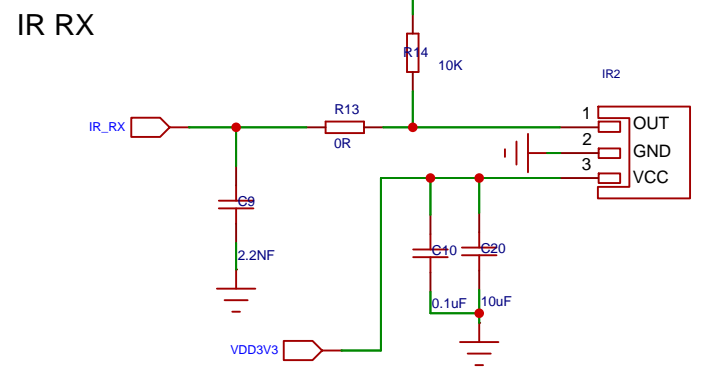 IR RX
R14
10K
IR2
R13
1
OUT
IR_RX
0R
2
GND
3
VCC
C9
C10
C20
2.2NF
0.1uF
10uF
VDD3V3